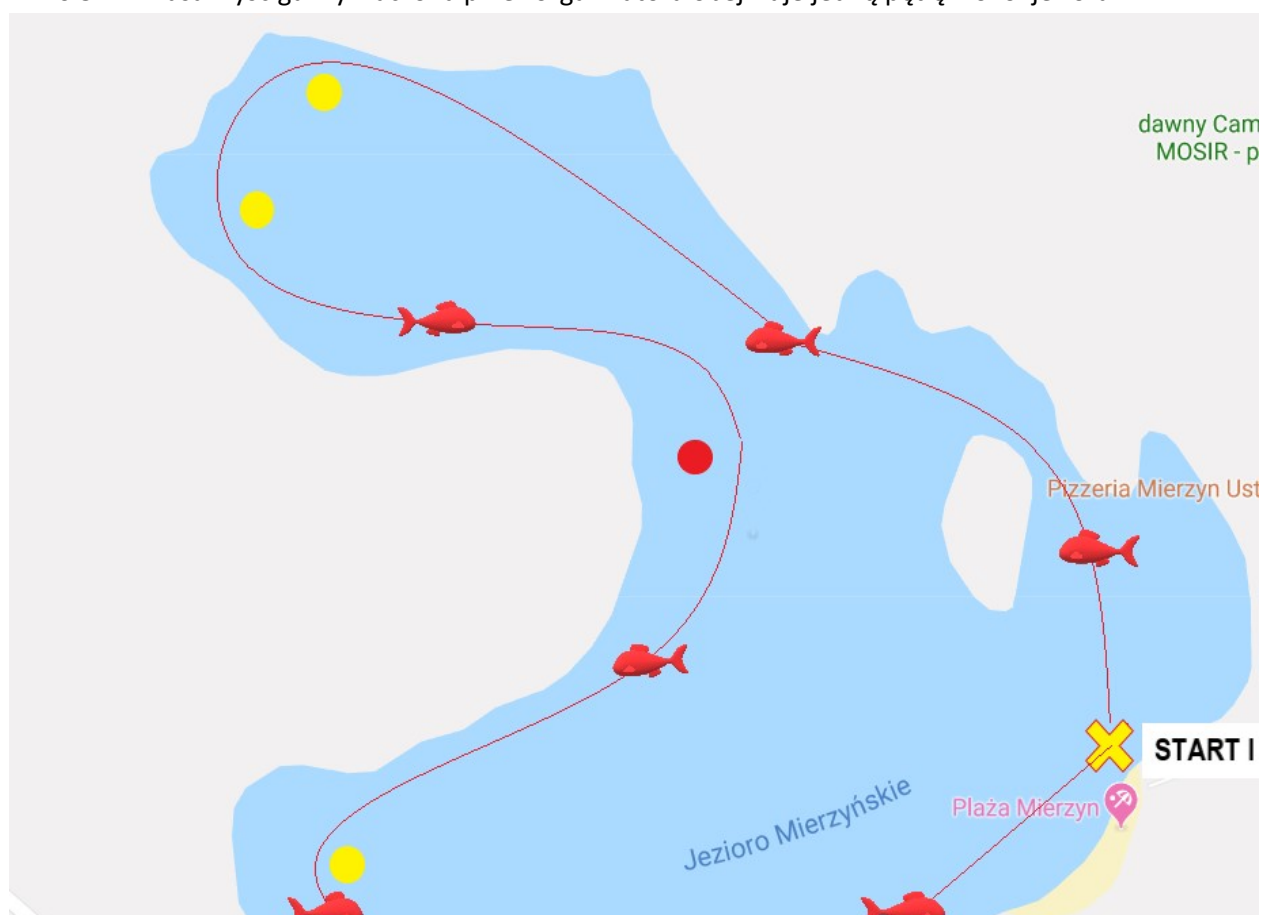 dawny Cam
MOSIR - p
Pizzeria Mierzyn Ust
START I
Plaża Mierzyn
Jezioro Mierzyńskie